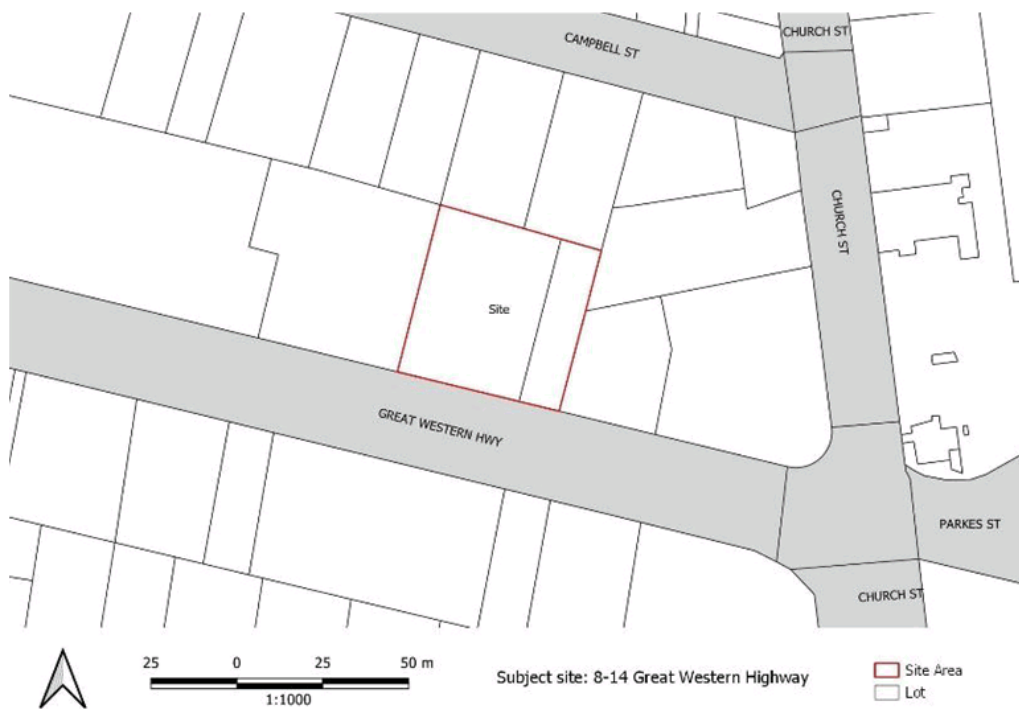 CHURCH ST
CAMPBELL ST
CHURCH ST
Site
GREAT WESTERN HWY
PARKES ST
CHURCH ST
25 0 25 50 m
1:1000
Subject site: 8-14 Great Western Highway
Site Area
Lot